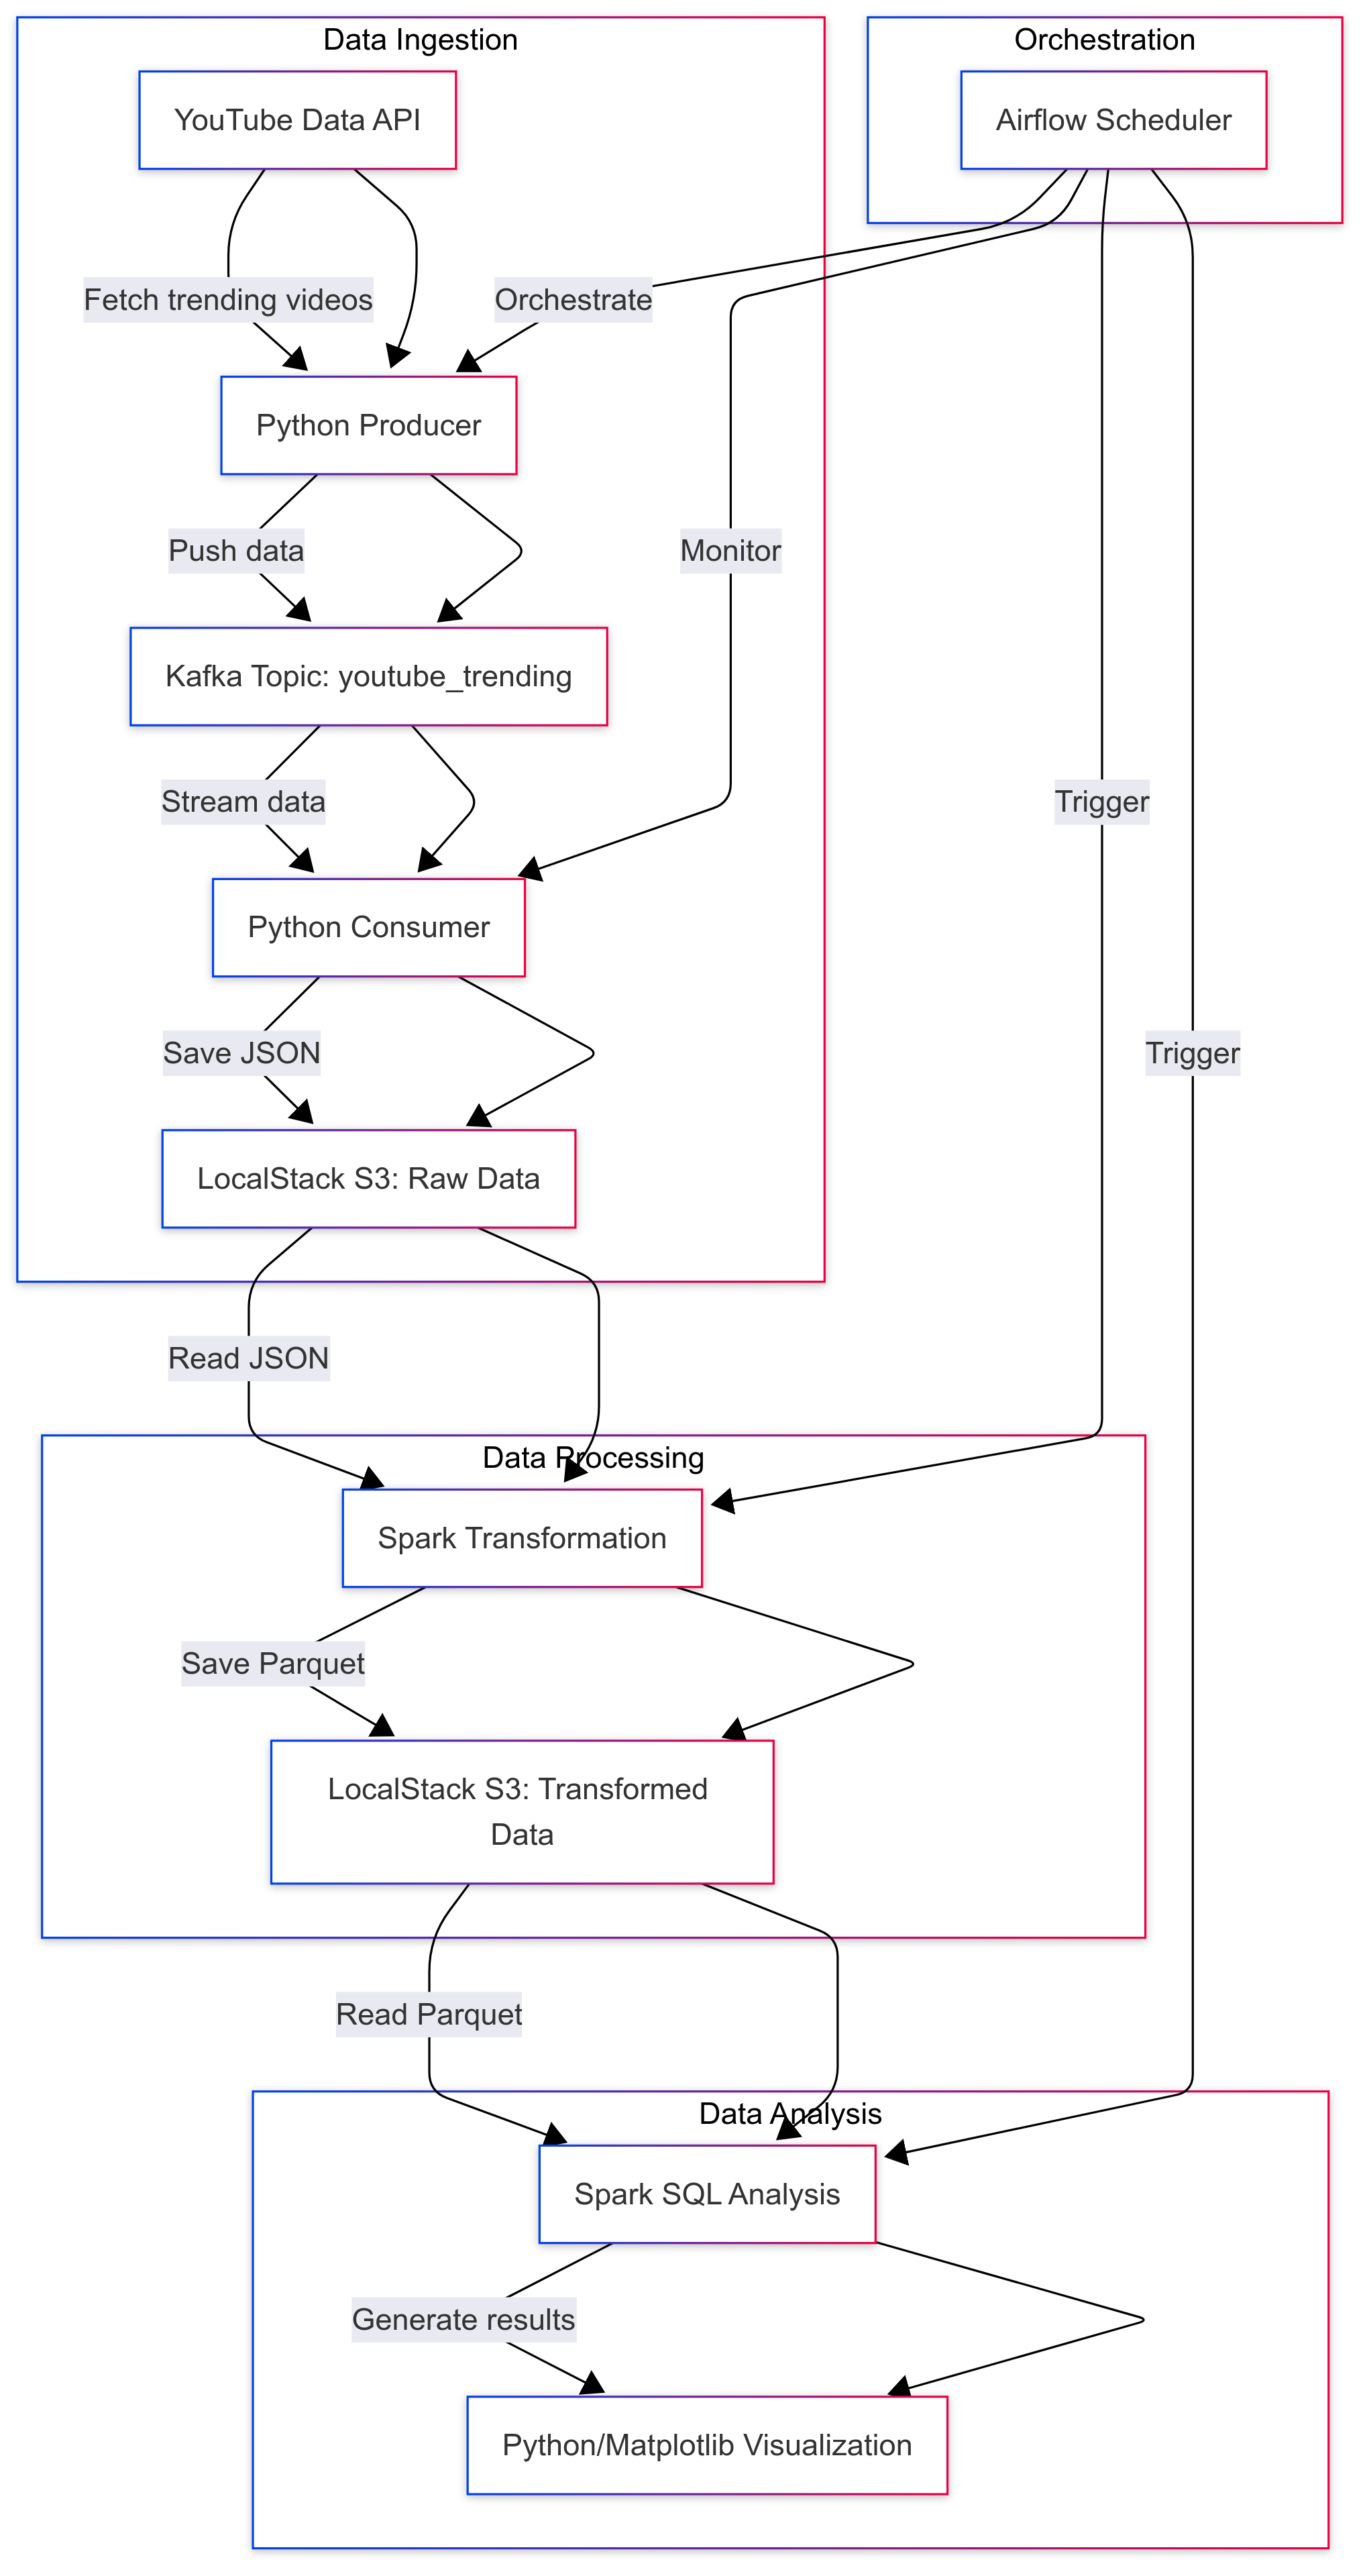 Data Ingestion
Orchestration
YouTube Data API
Airflow Scheduler
Fetch trending videos
Orchestrate
Python Producer
Push data
Monitor
Kafka Topic: youtube_trending
Stream data
Trigger
Python Consumer
Save JSON
Trigger
LocalStack S3: Raw Data
Read JSON
Data Processing
Spark Transformation
Save Parquet
LocalStack S3: Transformed
Data
Read Parquet
Data Analysis
Spark SQL Analysis
Generate results
Python/Matplotlib Visualization